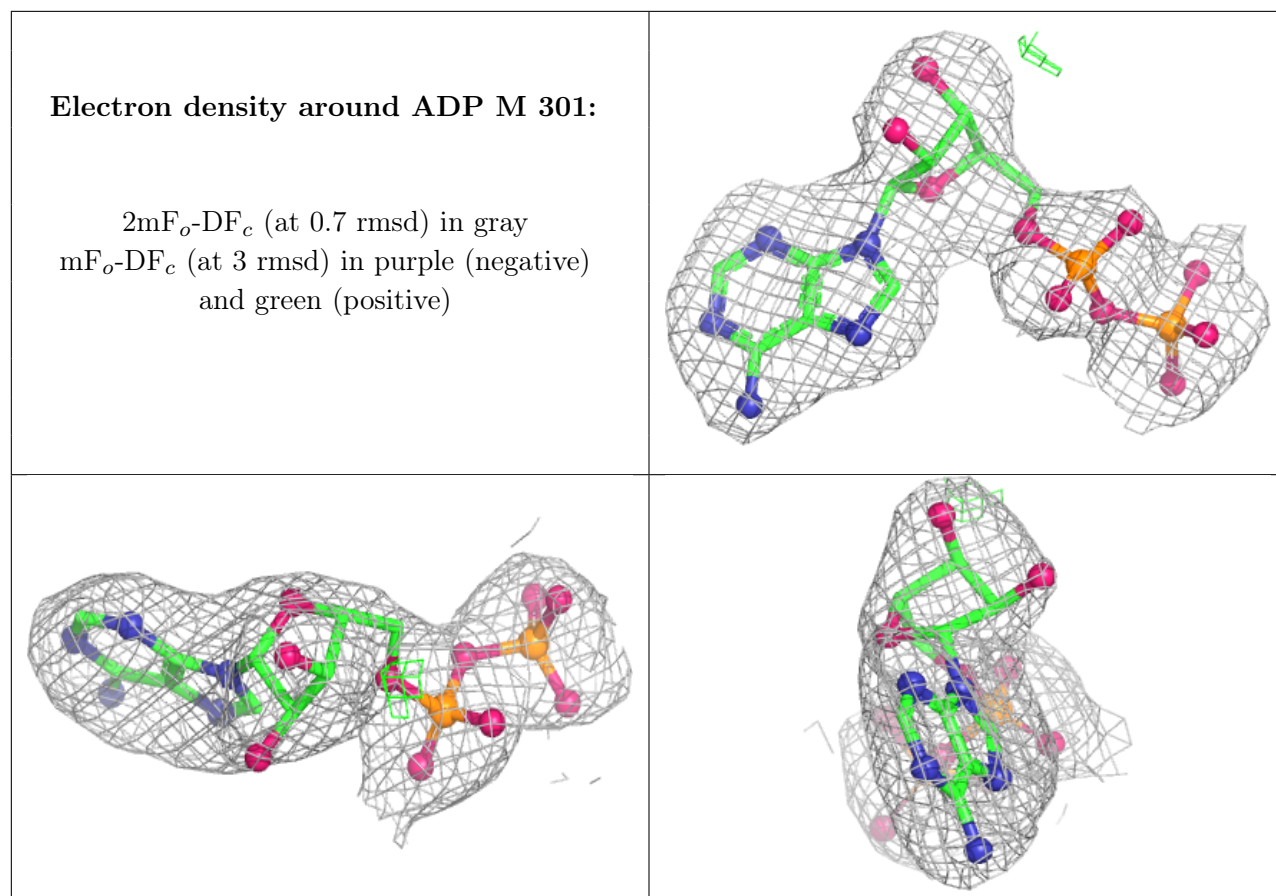 Electron density around ADP M 301:
2mFₒ-DF𝒸 (at 0.7 rmsd) in gray
mFₒ-DF𝒸 (at 3 rmsd) in purple (negative)
and green (positive)